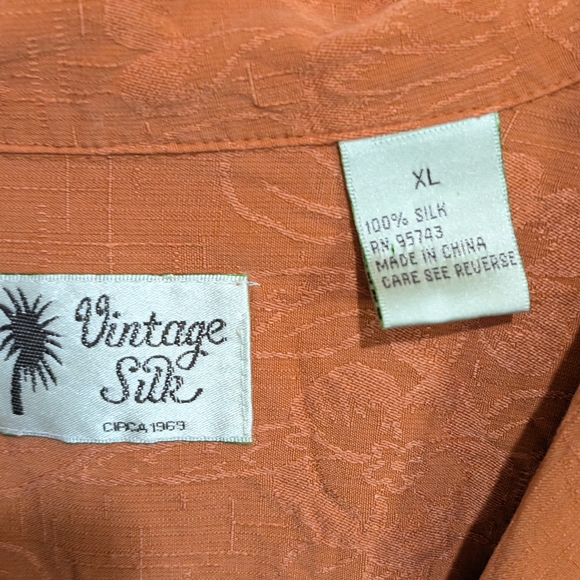 XL
100% SILK
RN 95743
MADE IN CHINA
CARE SEE REVERSE
Vintage
Silk
CIRCA 1969